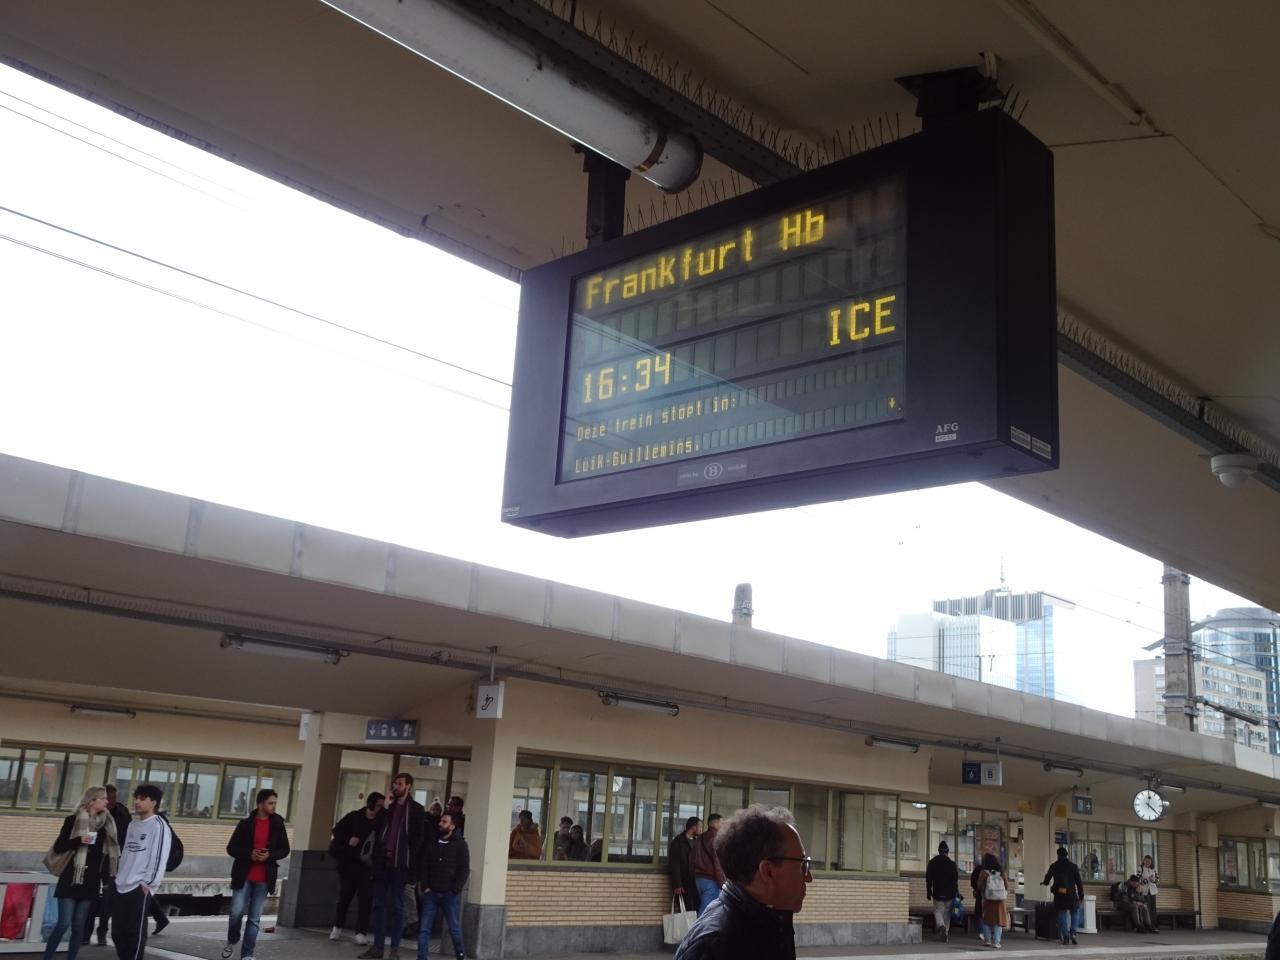 Frankfurt Hb
ICE
16:34
Deze trein stopt in:
Luik-Guillemins,
AFG
B